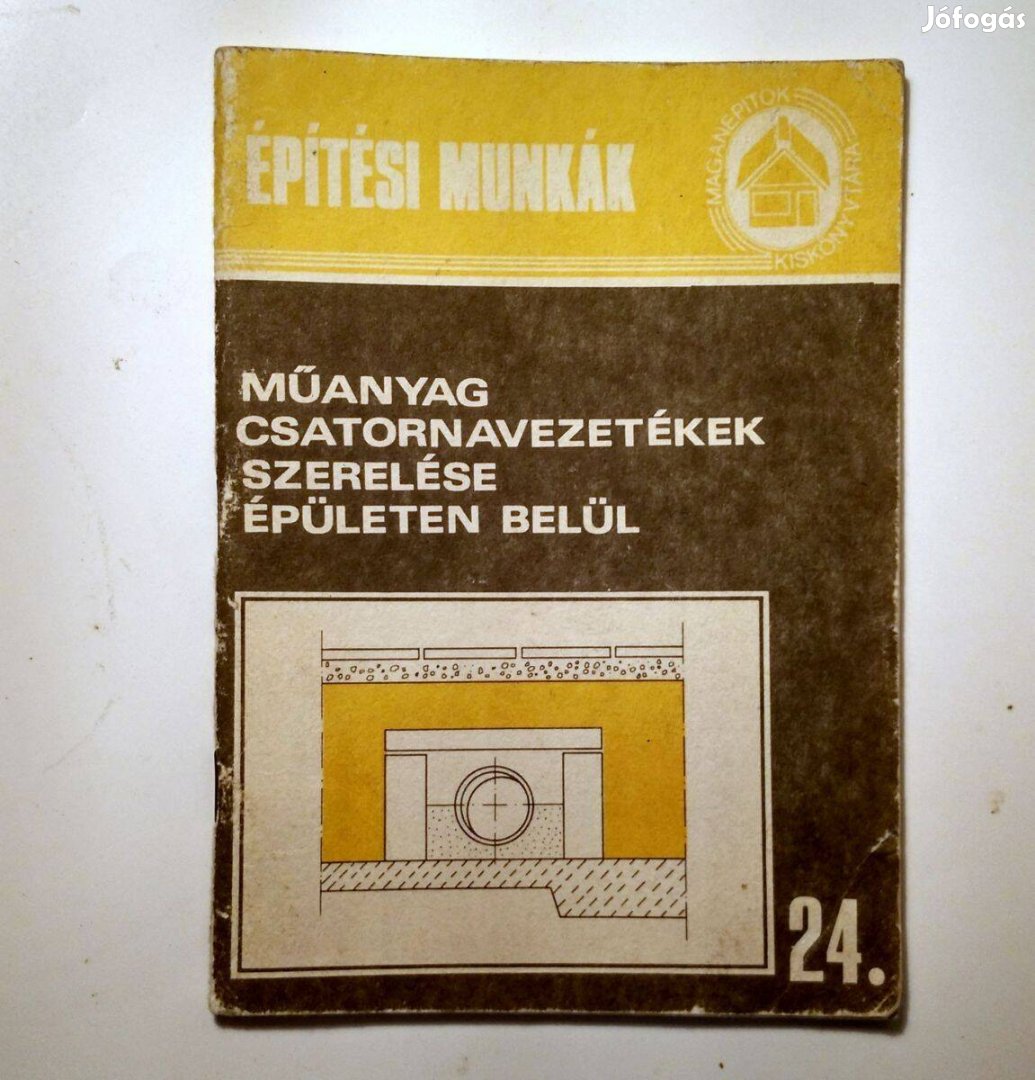 Jófogás
ÉPÍTÉSI MUNKÁK
MAGÁNÉPÍTŐK
KISKÖNYVTÁRA
MŰANYAG
CSATORNAVEZETÉKEK
SZERELÉSE
ÉPÜLETEN BELÜL
24.